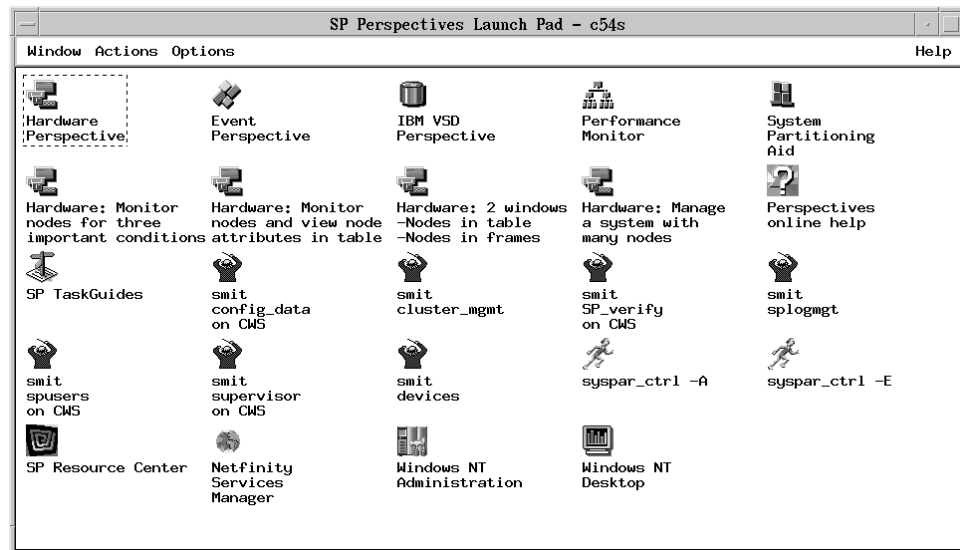 SP Perspectives Launch Pad - c54s
Window Actions Options Help
Hardware
Perspective
Event
Perspective
IBM VSD
Perspective
Performance
Monitor
System
Partitioning
Aid
Hardware: Monitor
nodes for three
important conditions
Hardware: Monitor
nodes and view node
attributes in table
Hardware: 2 windows
-Nodes in table
-Nodes in frames
Hardware: Manage
a system with
many nodes
Perspectives
online help
SP TaskGuides
smit
config_data
on CWS
smit
cluster_mgmt
smit
SP_verify
on CWS
smit
splogmgt
smit
spusers
on CWS
smit
supervisor
on CWS
smit
devices
syspar_ctrl -A
syspar_ctrl -E
SP Resource Center
Netfinity
Services
Manager
Windows NT
Administration
Windows NT
Desktop